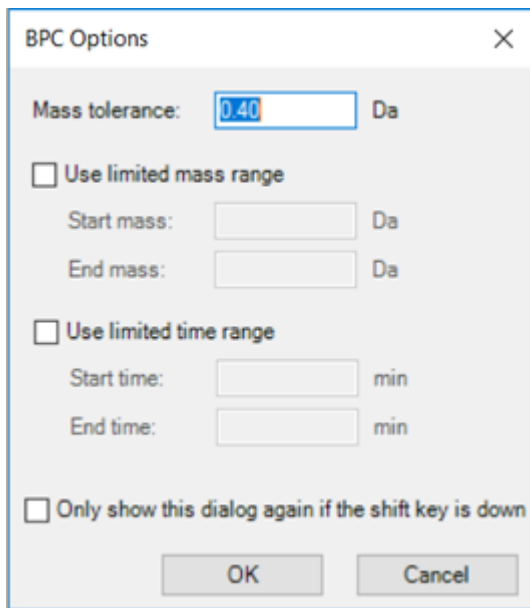 BPC Options
Mass tolerance: 0.40 Da
Use limited mass range
Start mass: Da
End mass: Da
Use limited time range
Start time: min
End time: min
Only show this dialog again if the shift key is down
OK Cancel